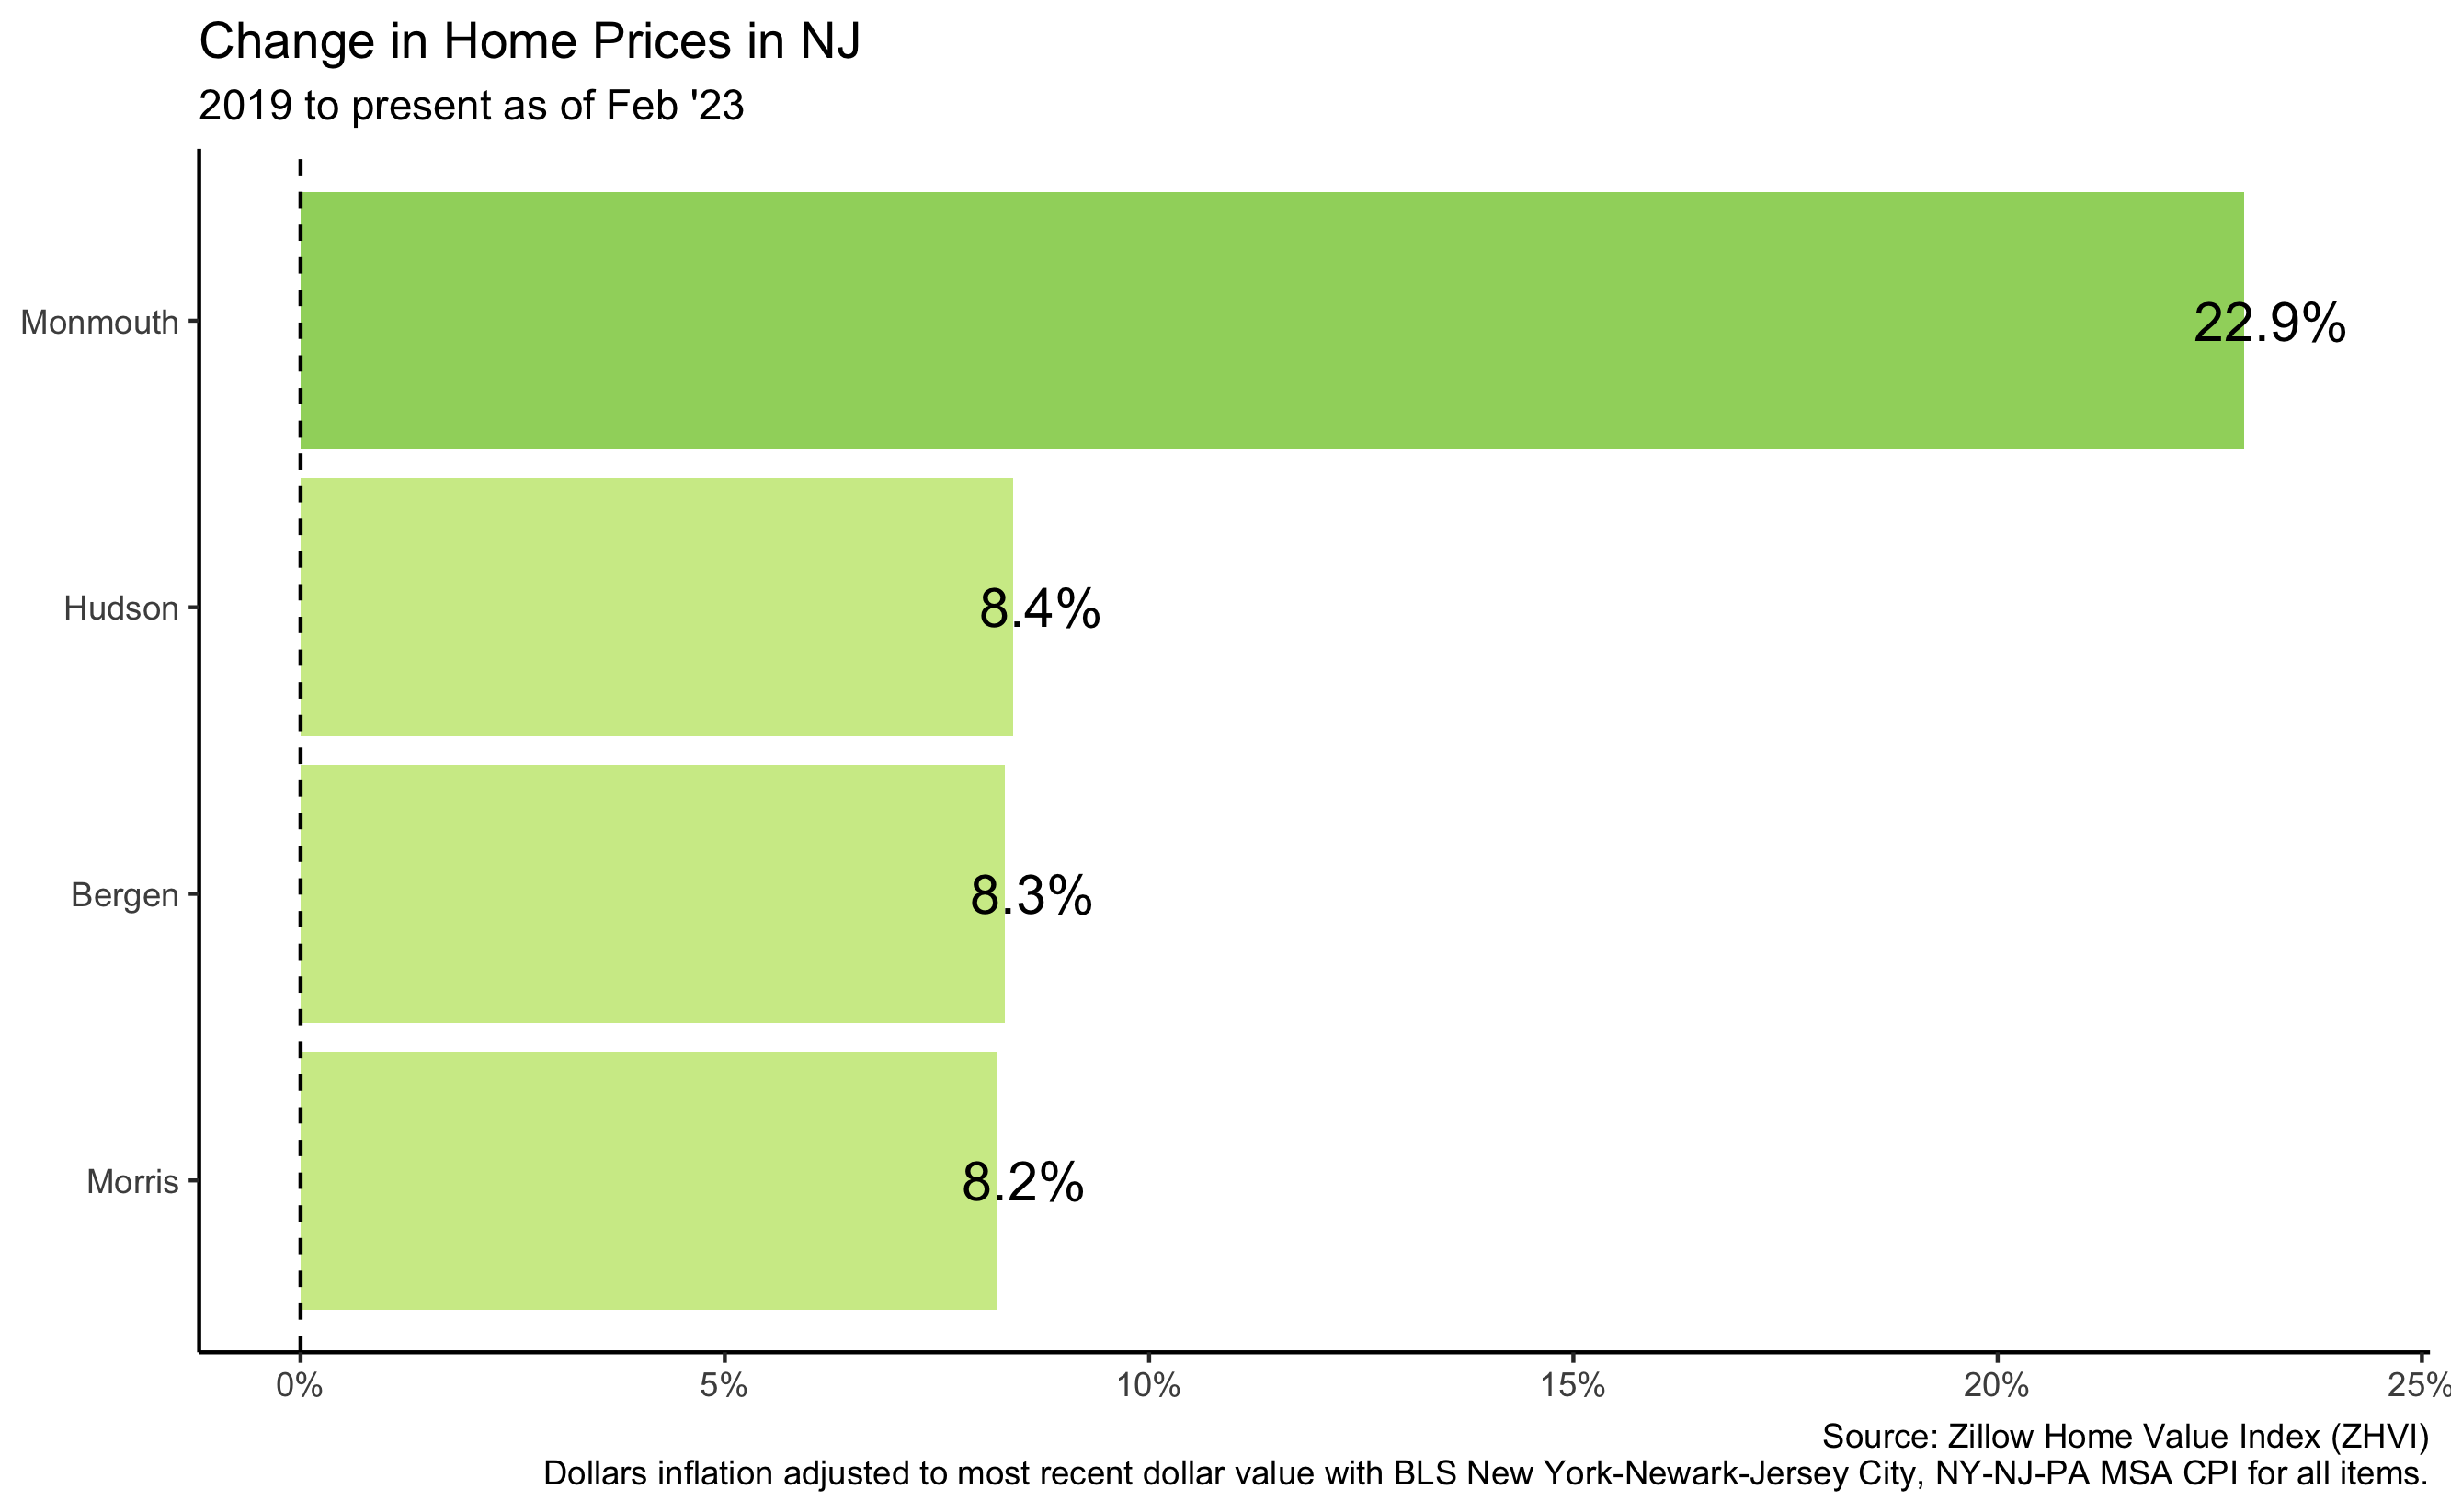 Change in Home Prices in NJ
2019 to present as of Feb '23
Monmouth
22.9%
Hudson
8.4%
Bergen
8.3%
Morris
8.2%
0% 5% 10% 15% 20% 25%
Source: Zillow Home Value Index (ZHVI)
Dollars inflation adjusted to most recent dollar value with BLS New York-Newark-Jersey City, NY-NJ-PA MSA CPI for all items.